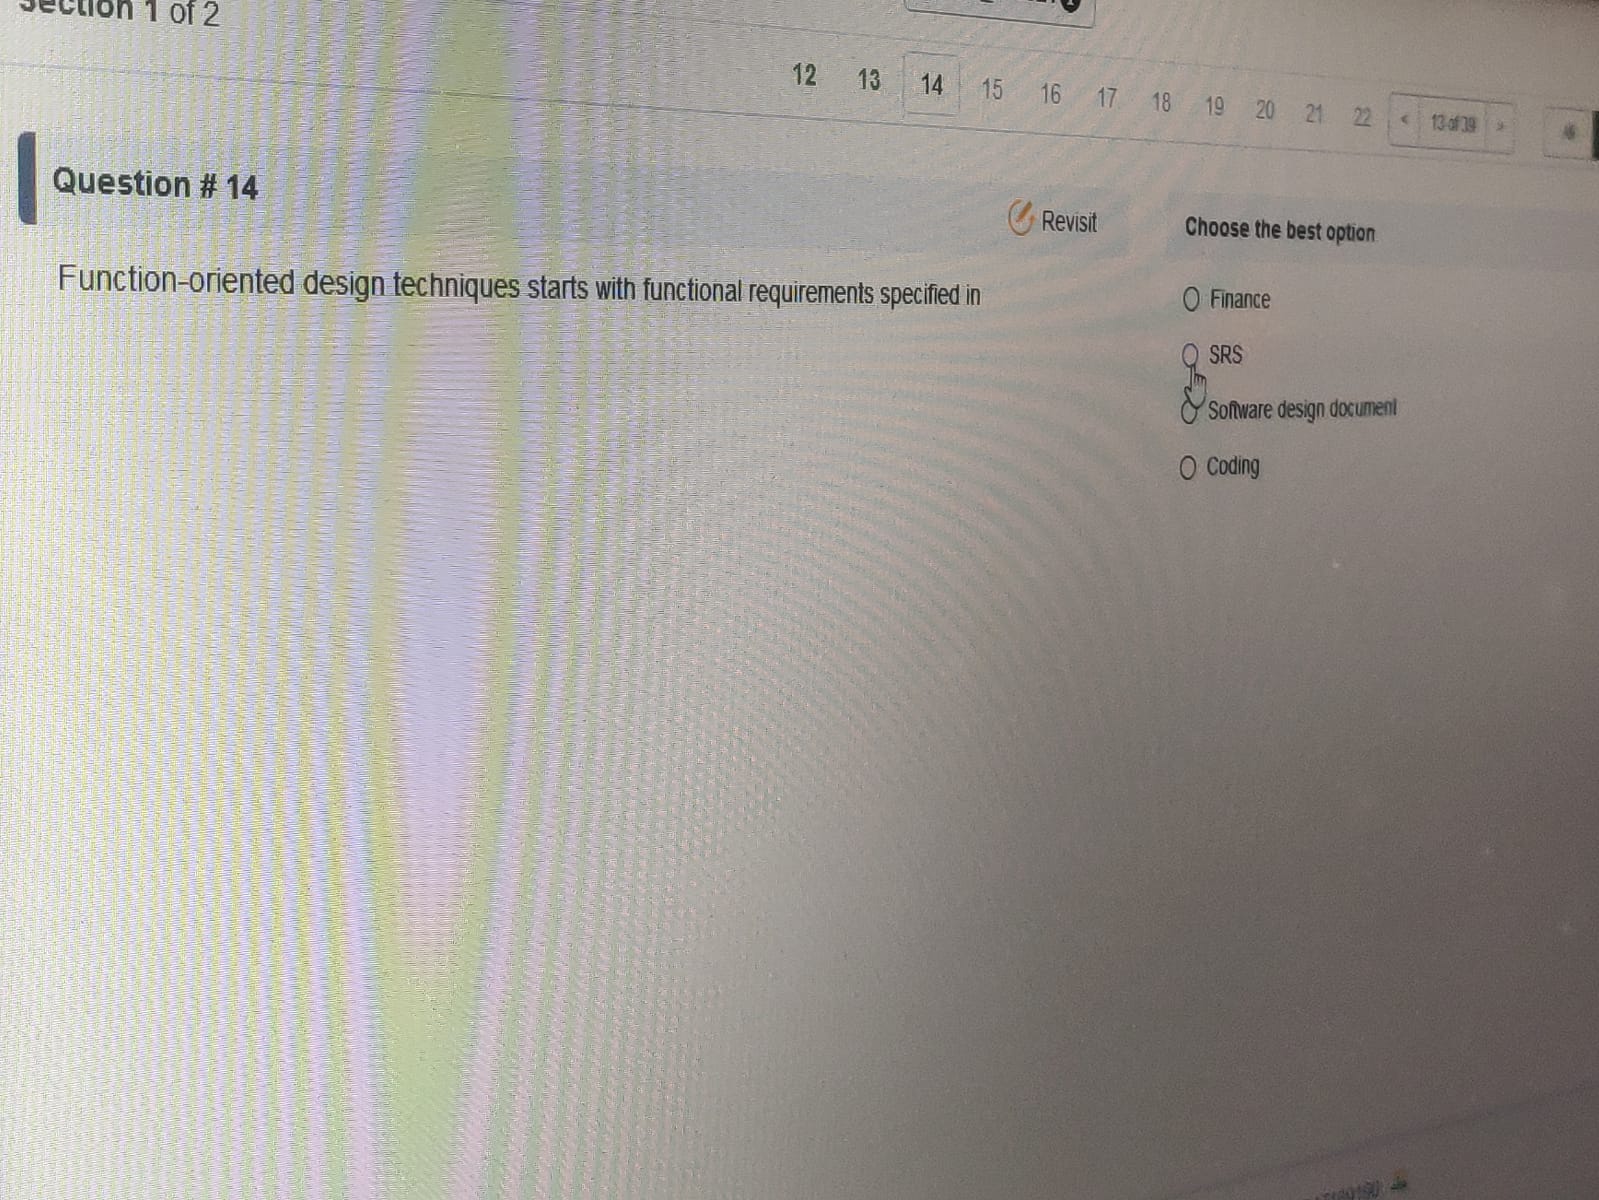 Section 1 of 2
12 13 14 15 16 17 18 19 20 21 22 < 13 of 39 >
Question # 14
Revisit
Choose the best option
Function-oriented design techniques starts with functional requirements specified in
Finance
SRS
Software design document
Coding